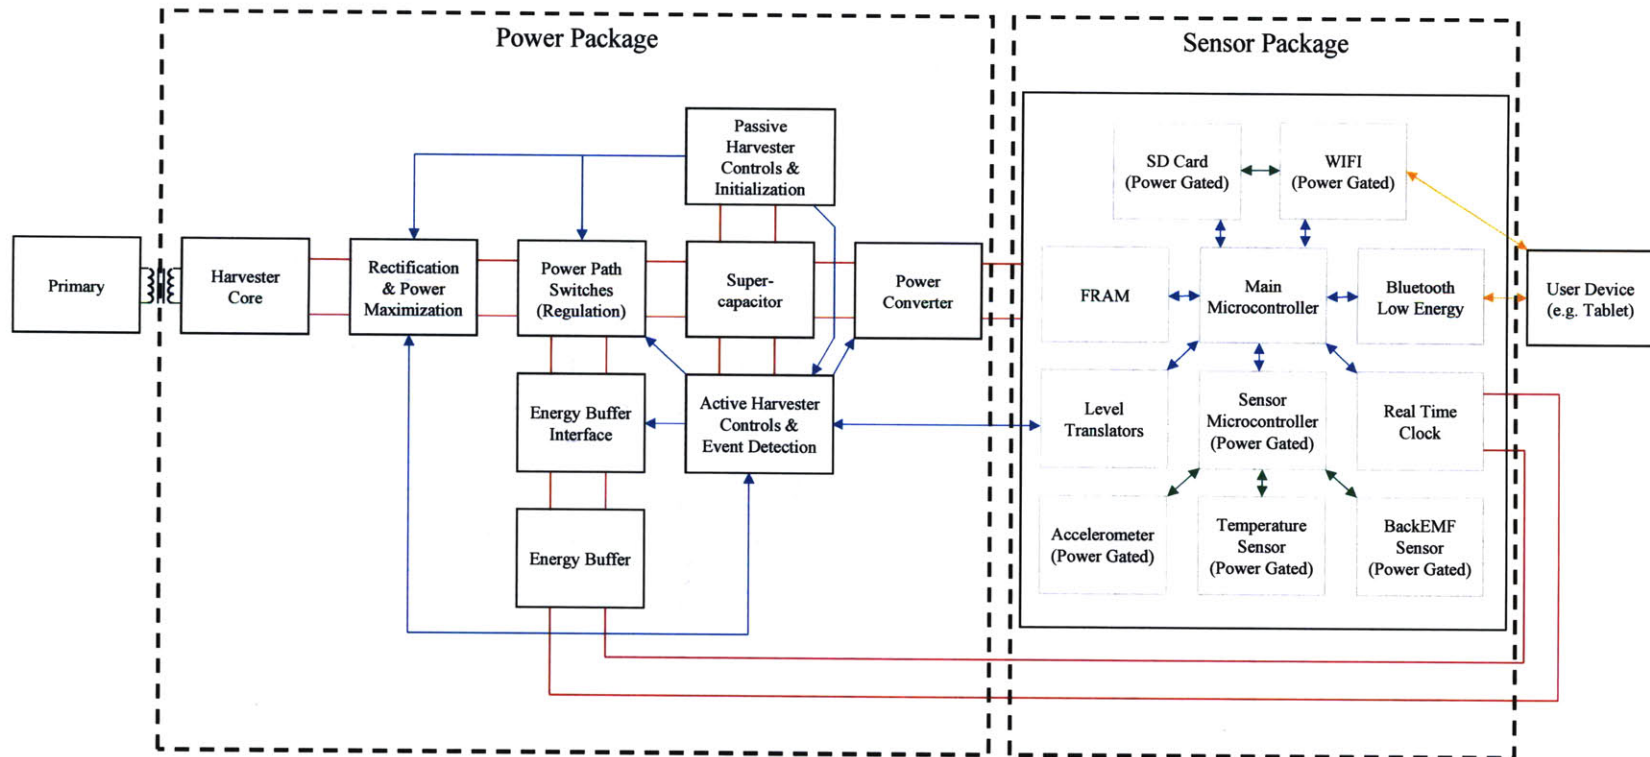 Power Package
Sensor Package
Passive
Harvester
Controls &
Initialization
SD Card
(Power Gated)
WIFI
(Power Gated)
Primary
Harvester
Core
Rectification
& Power
Maximization
Power Path
Switches
(Regulation)
Super-
capacitor
Power
Converter
FRAM
Main
Microcontroller
Bluetooth
Low Energy
User Device
(e.g. Tablet)
Energy Buffer
Interface
Active Harvester
Controls &
Event Detection
Level
Translators
Sensor
Microcontroller
(Power Gated)
Real Time
Clock
Energy Buffer
Accelerometer
(Power Gated)
Temperature
Sensor
(Power Gated)
BackEMF
Sensor
(Power Gated)